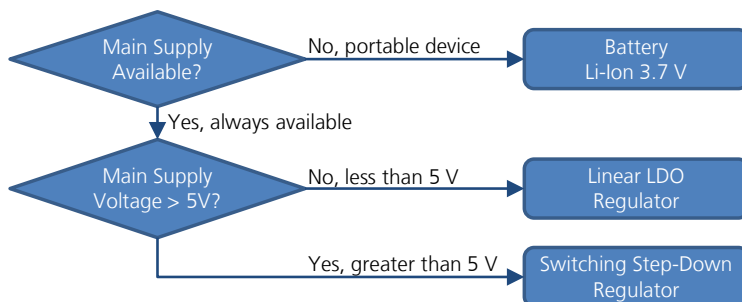 Main Supply
Available?
No, portable device
Battery
Li-Ion 3.7 V
Yes, always available
Main Supply
Voltage > 5V?
No, less than 5 V
Linear LDO
Regulator
Yes, greater than 5 V
Switching Step-Down
Regulator